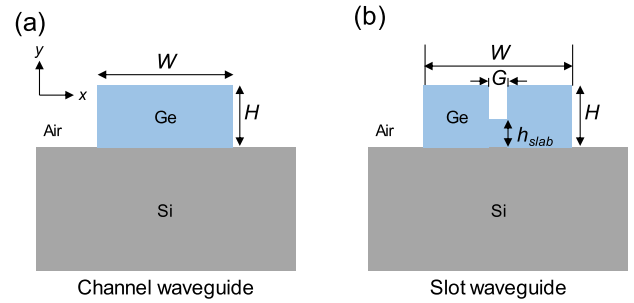 (a)
y
x
W
Ge
H
Air
Si
Channel waveguide
(b)
W
G
Ge
H
Air
h_slab
Si
Slot waveguide